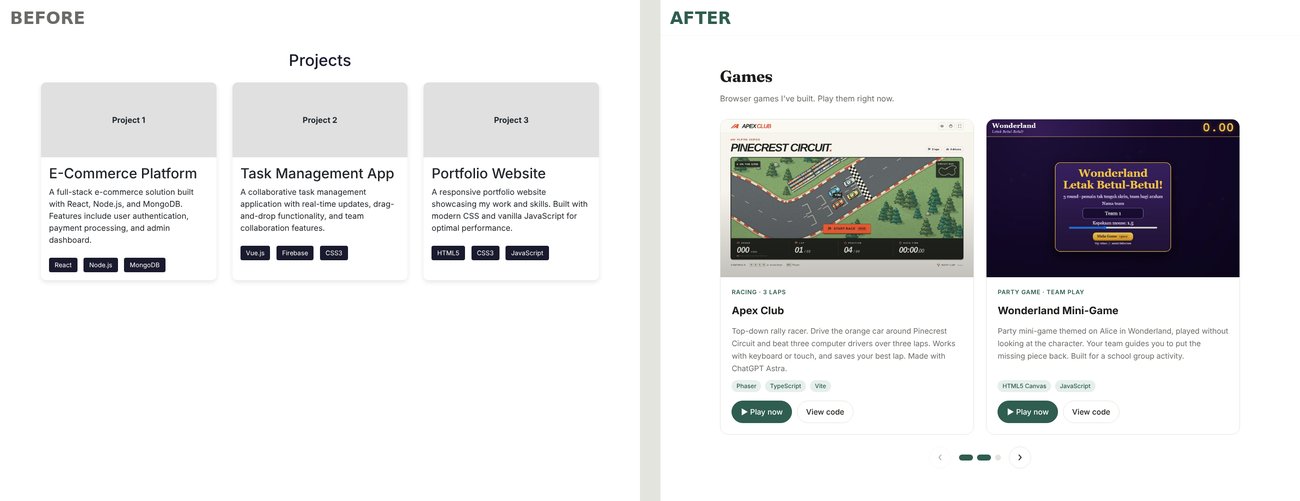 BEFORE
Projects
Project 1
E-Commerce Platform
A full-stack e-commerce solution built
with React, Node.js, and MongoDB.
Features include user authentication,
payment processing, and admin
dashboard.
React Node.js MongoDB
Project 2
Task Management App
A collaborative task management
application with real-time updates, drag-
and-drop functionality, and team
collaboration features.
Vue.js Firebase CSS3
Project 3
Portfolio Website
A responsive portfolio website
showcasing my work and skills. Built with
modern CSS and vanilla JavaScript for
optimal performance.
HTML5 CSS3 JavaScript
AFTER
Games
Browser games I've built. Play them right now.
APEX CLUB
PINECREST CIRCUIT
START RACE
000
01
04
00:00
RACING · 3 LAPS
Apex Club
Top-down rally racer. Drive the orange car around Pinecrest
Circuit and beat three computer drivers over three laps. Works
with keyboard or touch, and saves your best lap. Made with
ChatGPT Astra.
Phaser TypeScript Vite
▶ Play now View code
Wonderland
Letak Betul-Betul!
0.00
Wonderland
Letak Betul-Betul!
Nama team
Team 1
PARTY GAME · TEAM PLAY
Wonderland Mini-Game
Party mini-game themed on Alice in Wonderland, played without
looking at the character. Your team guides you to put the
missing piece back. Built for a school group activity.
HTML5 Canvas JavaScript
▶ Play now View code